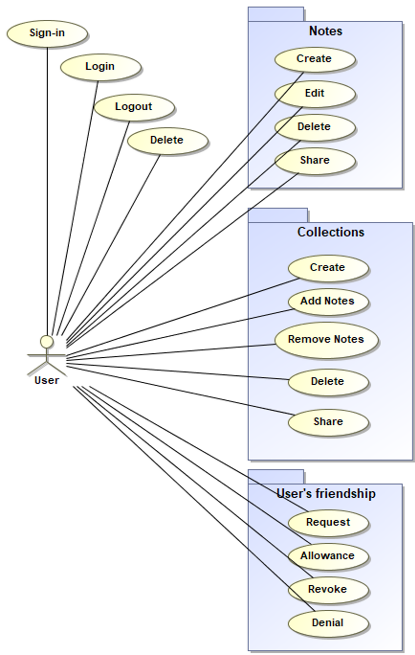 Sign-in
Login
Logout
Delete
Notes
Create
Edit
Delete
Share
Collections
Create
Add Notes
Remove Notes
Delete
Share
User
User's friendship
Request
Allowance
Revoke
Denial